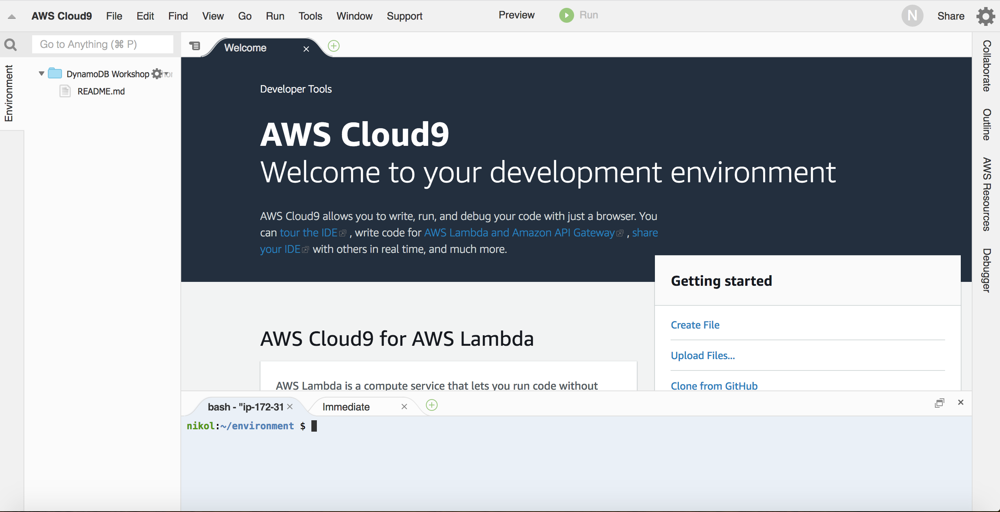 AWS Cloud9 File Edit Find View Go Run Tools Window Support Preview Run N Share
Go to Anything (⌘ P)
Environment
DynamoDB Workshop
README.md
Welcome
Developer Tools
AWS Cloud9
Welcome to your development environment
AWS Cloud9 allows you to write, run, and debug your code with just a browser. You
can tour the IDE , write code for AWS Lambda and Amazon API Gateway , share
your IDE with others in real time, and much more.
Getting started
Create File
Upload Files...
Clone from GitHub
AWS Cloud9 for AWS Lambda
AWS Lambda is a compute service that lets you run code without
bash - "ip-172-31 Immediate
nikol:~/environment $
Collaborate
Outline
AWS Resources
Debugger